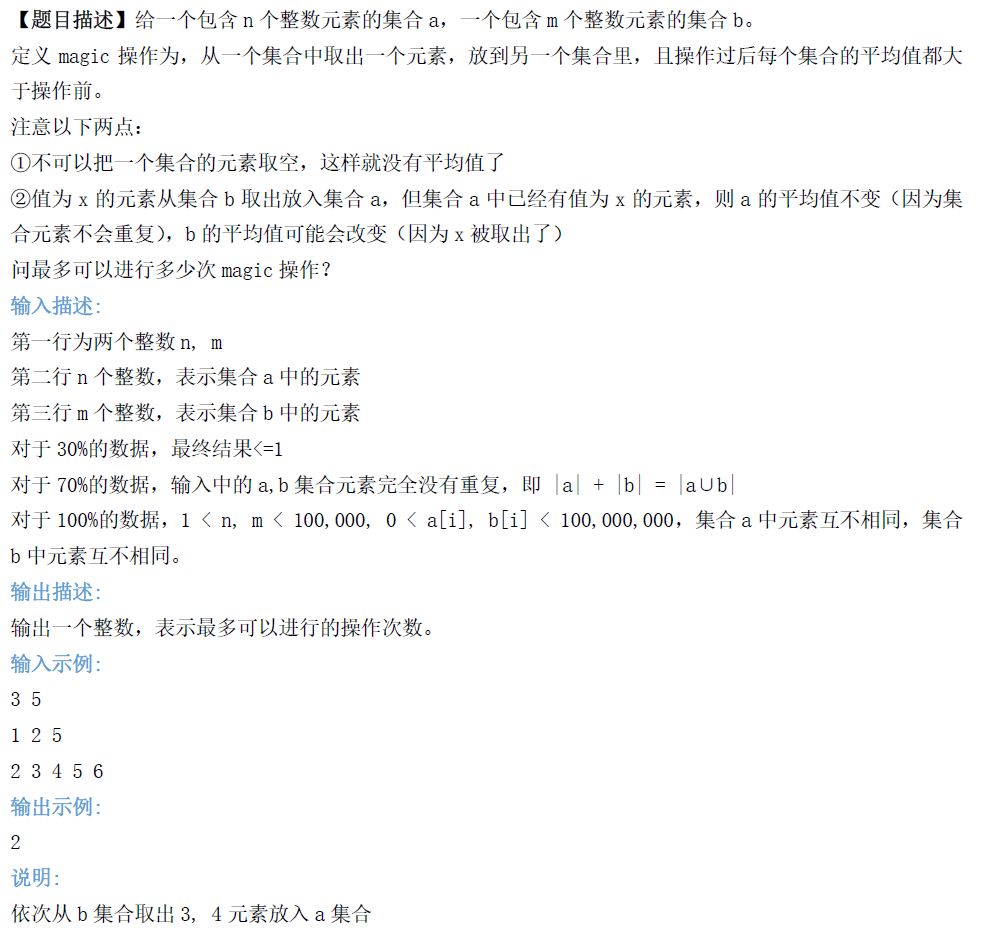 【题目描述】给一个包含 n 个整数元素的集合 a，一个包含 m 个整数元素的集合 b。
定义 magic 操作为，从一个集合中取出一个元素，放到另一个集合里，且操作过后每个集合的平均值都大
于操作前。
注意以下两点：
①不可以把一个集合的元素取空，这样就没有平均值了
②值为 x 的元素从集合 b 取出放入集合 a，但集合 a 中已经有值为 x 的元素，则 a 的平均值不变（因为集
合元素不会重复），b 的平均值可能会改变（因为 x 被取出了）
问最多可以进行多少次 magic 操作？
输入描述:
第一行为两个整数 n, m
第二行 n 个整数，表示集合 a 中的元素
第三行 m 个整数，表示集合 b 中的元素
对于 30%的数据，最终结果<=1
对于 70%的数据，输入中的 a,b 集合元素完全没有重复，即 |a| + |b| = |a∪b|
对于 100%的数据，1 < n, m < 100,000, 0 < a[i], b[i] < 100,000,000，集合 a 中元素互不相同，集合
b 中元素互不相同。
输出描述:
输出一个整数，表示最多可以进行的操作次数。
输入示例:
3 5
1 2 5
2 3 4 5 6
输出示例:
2
说明:
依次从 b 集合取出 3, 4 元素放入 a 集合